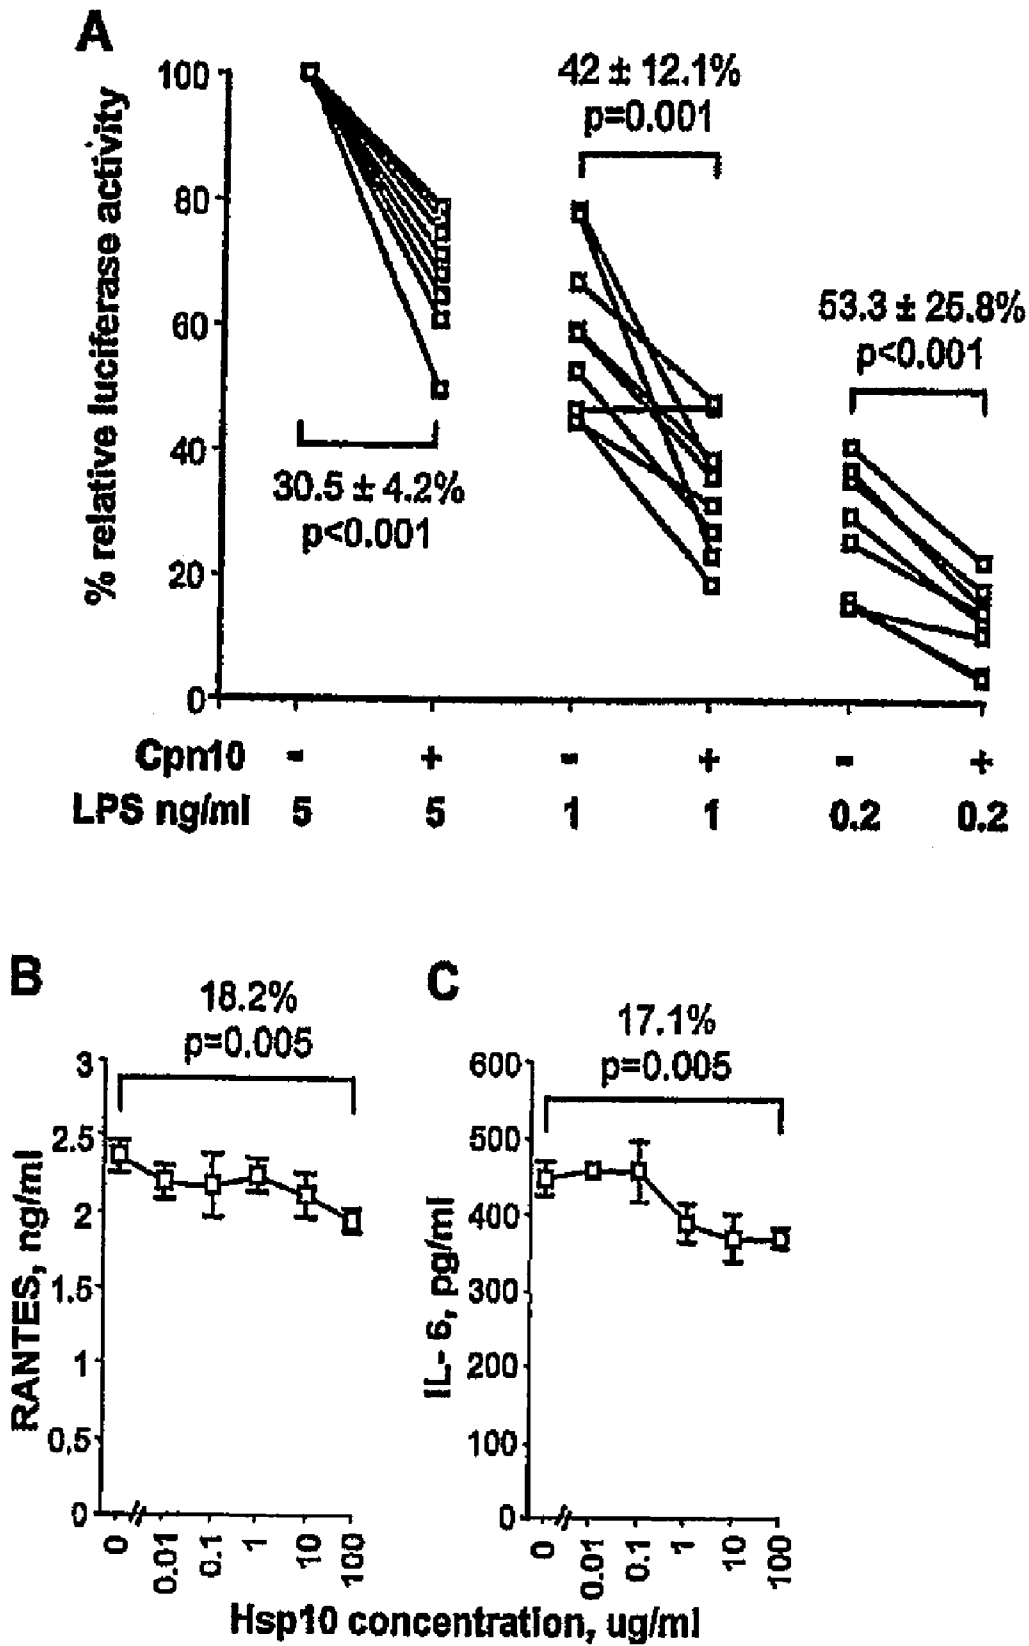 A
42 ± 12.1%
p=0.001
100
80
60
40
20
0
% relative luciferase activity
53.3 ± 25.8%
p<0.001
30.5 ± 4.2%
p<0.001
Cpn10 - + - + - +
LPS ng/ml 5 5 1 1 0.2 0.2
B
18.2%
p=0.005
3
2.5
2
1.5
1
0.5
0
RANTES, ng/ml
0 0.01 0.1 1 10 100
C
17.1%
p=0.005
600
500
400
300
200
100
0
IL-6, pg/ml
0 0.01 0.1 1 10 100
Hsp10 concentration, ug/ml